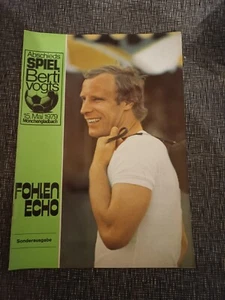 Abschieds
SPIEL
Berti
Vogts
15. Mai 1979
Mönchengladbach
FOHLEN
ECHO
Sonderausgabe